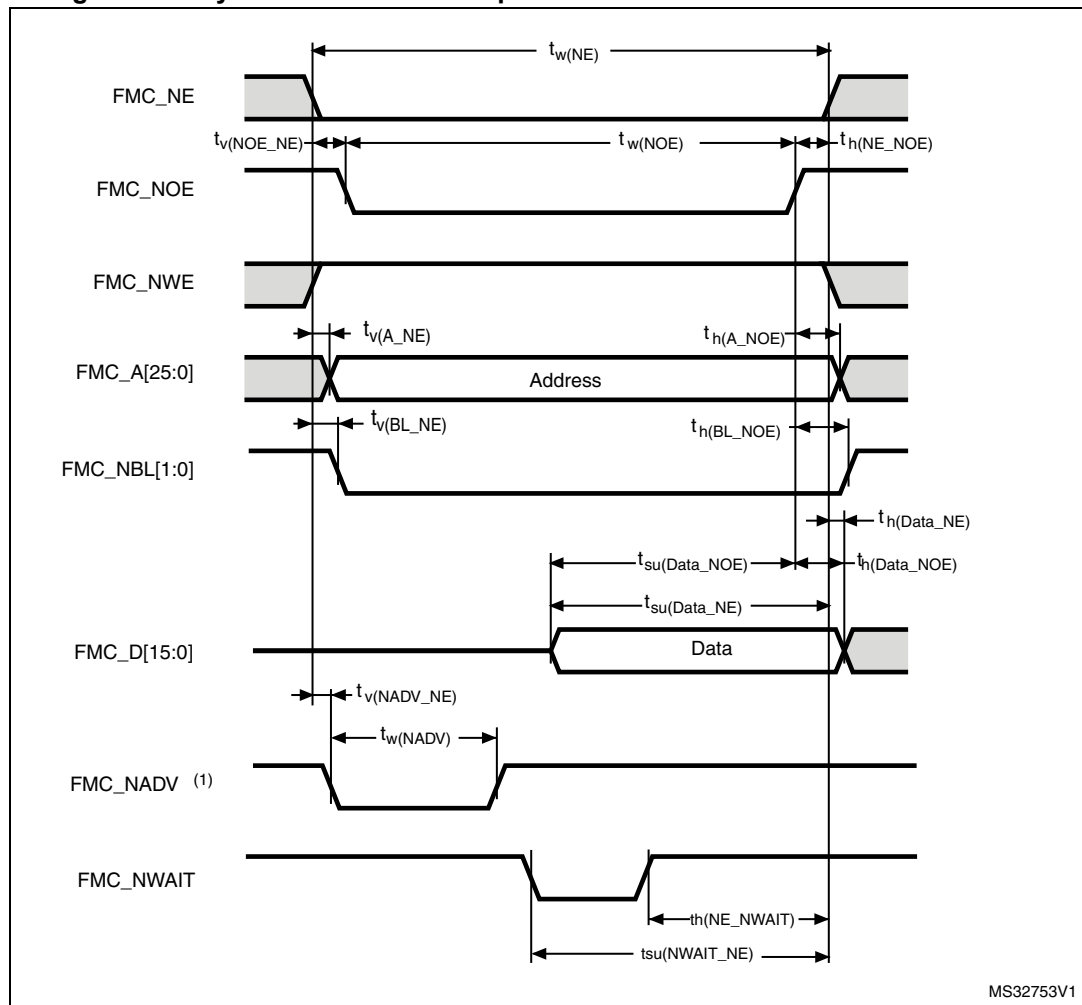 tw(NE)
FMC_NE
tv(NOE_NE) tw(NOE) th(NE_NOE)
FMC_NOE
FMC_NWE
tv(A_NE) th(A_NOE)
FMC_A[25:0] Address
tv(BL_NE) th(BL_NOE)
FMC_NBL[1:0]
th(Data_NE)
tsu(Data_NOE) th(Data_NOE)
tsu(Data_NE)
FMC_D[15:0] Data
tv(NADV_NE)
tw(NADV)
FMC_NADV (1)
FMC_NWAIT
th(NE_NWAIT)
tsu(NWAIT_NE)
MS32753V1